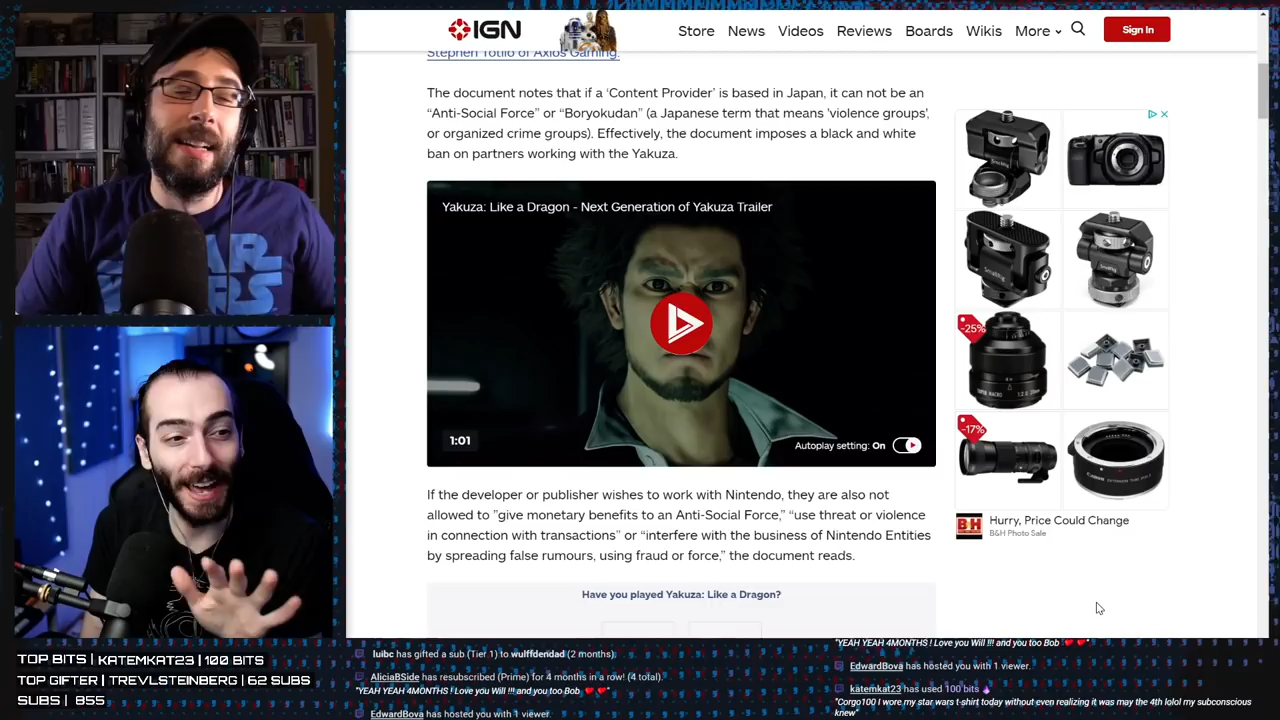 IGN
Store News Videos Reviews Boards Wikis More
Sign In
Stephen Totilo of Axios Gaming.
The document notes that if a ‘Content Provider’ is based in Japan, it can not be an
“Anti-Social Force” or “Boryokudan” (a Japanese term that means 'violence groups',
or organized crime groups). Effectively, the document imposes a black and white
ban on partners working with the Yakuza.
Yakuza: Like a Dragon - Next Generation of Yakuza Trailer
1:01
Autoplay setting: On
If the developer or publisher wishes to work with Nintendo, they are also not
allowed to ”give monetary benefits to an Anti-Social Force,” “use threat or violence
in connection with transactions” or “interfere with the business of Nintendo Entities
by spreading false rumours, using fraud or force,” the document reads.
Have you played Yakuza: Like a Dragon?
SmallRig
-25%
-17%
Canon
B&H
Hurry, Price Could Change
B&H Photo Sale
STAR
WARS
TOP BITS | KATEMKAT23 | 100 BITS
TOP GIFTER | TREVLSTEINBERG | 62 SUBS
SUBS | 855
luibc has gifted a sub (Tier 1) to wulffdendad (2 months).
AliciaBSide has resubscribed (Prime) for 4 months in a row! (4 total).
"YEAH YEAH 4MONTHS ! Love you Will !!! and you too Bob ❤️ ❤️"
EdwardBova has hosted you with 1 viewer.
"YEAH YEAH 4MONTHS ! Love you Will !!! and you too Bob ❤️ ❤️"
EdwardBova has hosted you with 1 viewer.
katemkat23 has used 100 bits
"Corgo100 I wore my star wars t-shirt today without even realizing it was may the 4th lolol my subconscious
knew"